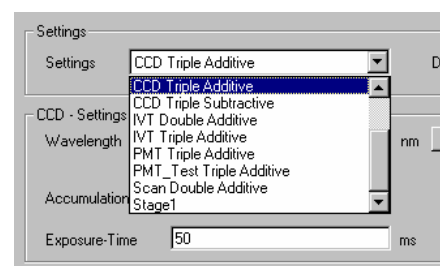 Settings
Settings CCD Triple Additive D
CCD Triple Additive
CCD Triple Subtractive
CCD - Settings
IVT Double Additive
Wavelength IVT Triple Additive nm
PMT Triple Additive
PMT_Test Triple Additive
Scan Double Additive
Accumulation
Stage1
Exposure-Time 50 ms